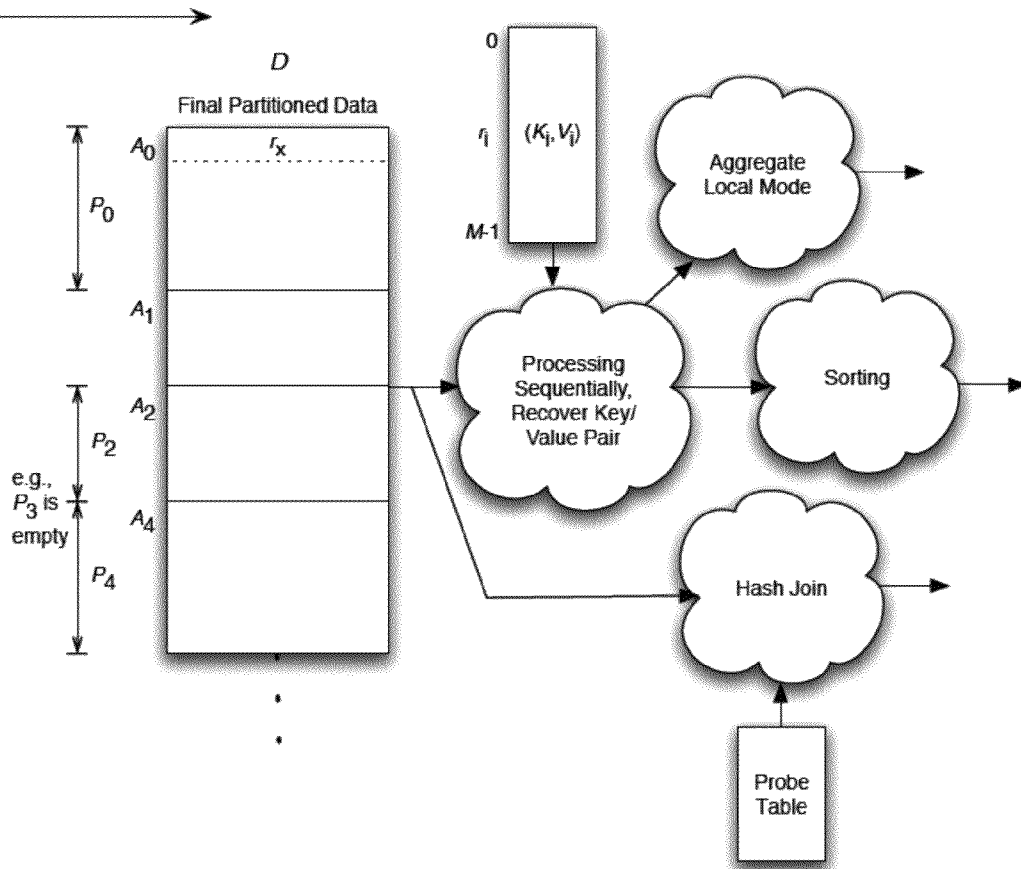 D
Final Partitioned Data
A0
rx
P0
A1
A2
P2
e.g.,
P3 is
empty
A4
P4
0
ri
(Ki,Vi)
M-1
Processing
Sequentially,
Recover Key/
Value Pair
Aggregate
Local Mode
Sorting
Hash Join
Probe
Table